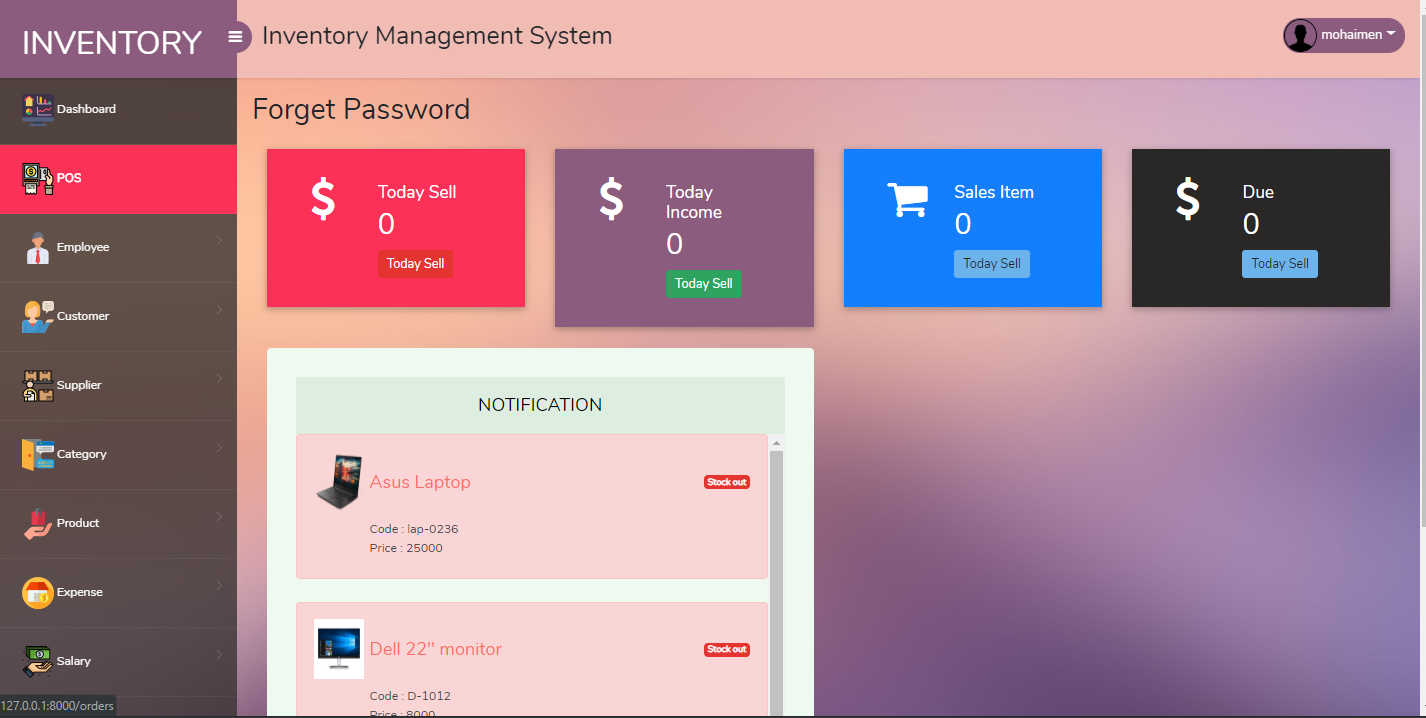 INVENTORY
Inventory Management System
mohaimen
Dashboard
POS
Employee
Customer
Supplier
Category
Product
Expense
Salary
127.0.0.1:8000/orders
Forget Password
Today Sell
0
Today Sell
Today
Income
0
Today Sell
Sales Item
0
Today Sell
Due
0
Today Sell
NOTIFICATION
Asus Laptop
Stock out
Code : lap-0236
Price : 25000
Dell 22" monitor
Stock out
Code : D-1012
Price : 8000